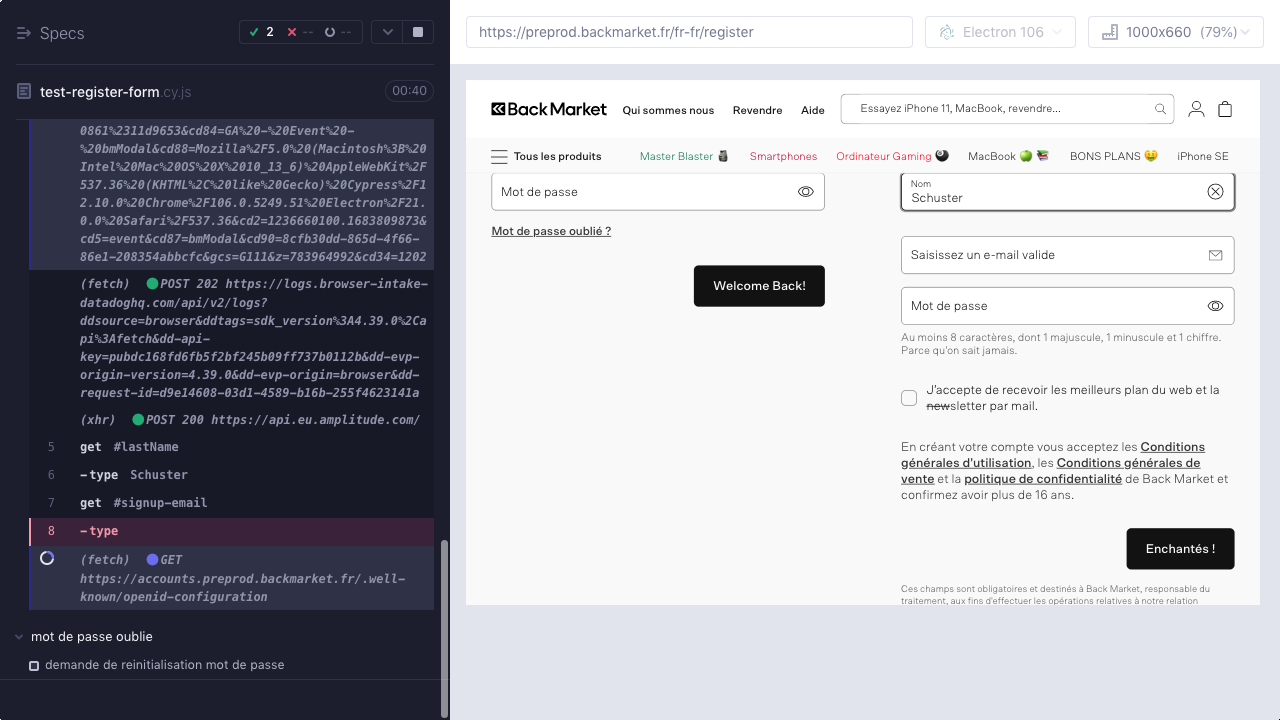 Specs
2
--
--
test-register-form.cy.js
00:40
0861%2311d9653&cd84=GA%20-%20Event%20-
%20bmModal&cd88=Mozilla%2F5.0%20(Macintosh%3B%20
Intel%20Mac%20OS%20X%2010_13_6)%20AppleWebKit%2F
537.36%20(KHTML%2C%20like%20Gecko)%20Cypress%2F1
2.10.0%20Chrome%2F106.0.5249.51%20Electron%2F21.
0.0%20Safari%2F537.36&cd2=1236660100.1683809873&
cd5=event&cd87=bmModal&cd90=8cfb30dd-865d-4f66-
86e1-208354abbcfc&gcs=G111&z=783964992&cd34=1202
(fetch) POST 202 https://logs.browser-intake-
datadoghq.com/api/v2/logs?
ddsource=browser&ddtags=sdk_version%3A4.39.0%2Ca
pi%3Afetch&dd-api-
key=pubdc168fd6fb5f2bf245b09ff737b0112b&dd-evp-
origin-version=4.39.0&dd-evp-origin=browser&dd-
request-id=d9e14608-03d1-4589-b16b-255f4623141a
(xhr) POST 200 https://api.eu.amplitude.com/
5 get #lastName
6 -type Schuster
7 get #signup-email
8 -type
(fetch) GET
https://accounts.preprod.backmarket.fr/.well-
known/openid-configuration
mot de passe oublie
demande de reinitialisation mot de passe
https://preprod.backmarket.fr/fr-fr/register
Electron 106
1000x660 (79%)
Back Market
Qui sommes nous
Revendre
Aide
Essayez iPhone 11, MacBook, revendre...
Tous les produits
Master Blaster
Smartphones
Ordinateur Gaming 🎱
MacBook 🍏
BONS PLANS 🤑
iPhone SE
Mot de passe
Mot de passe oublié ?
Welcome Back!
Nom
Schuster
Saisissez un e-mail valide
Mot de passe
Au moins 8 caractères, dont 1 majuscule, 1 minuscule et 1 chiffre.
Parce qu'on sait jamais.
J'accepte de recevoir les meilleurs plan du web et la
newsletter par mail.
En créant votre compte vous acceptez les Conditions
générales d'utilisation, les Conditions générales de
vente et la politique de confidentialité de Back Market et
confirmez avoir plus de 16 ans.
Enchantés !
Ces champs sont obligatoires et destinés à Back Market, responsable du
traitement, aux fins d'effectuer les opérations relatives à notre relation